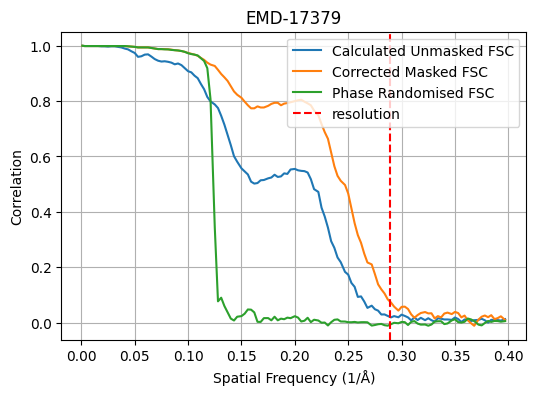 EMD-17379
Calculated Unmasked FSC
Corrected Masked FSC
Phase Randomised FSC
resolution
Correlation
1.0
0.8
0.6
0.4
0.2
0.0
0.00 0.05 0.10 0.15 0.20 0.25 0.30 0.35 0.40
Spatial Frequency (1/Å)